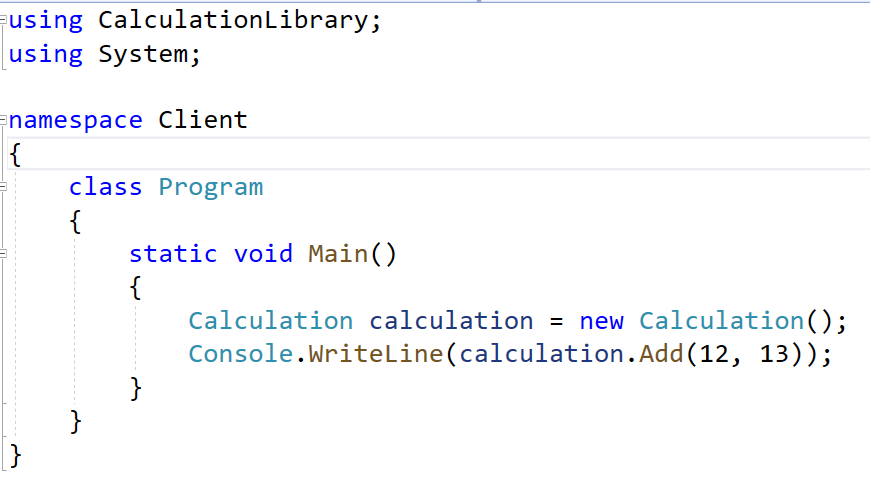 using CalculationLibrary;
using System;

namespace Client
{
    class Program
    {
        static void Main()
        {
            Calculation calculation = new Calculation();
            Console.WriteLine(calculation.Add(12, 13));
        }
    }
}